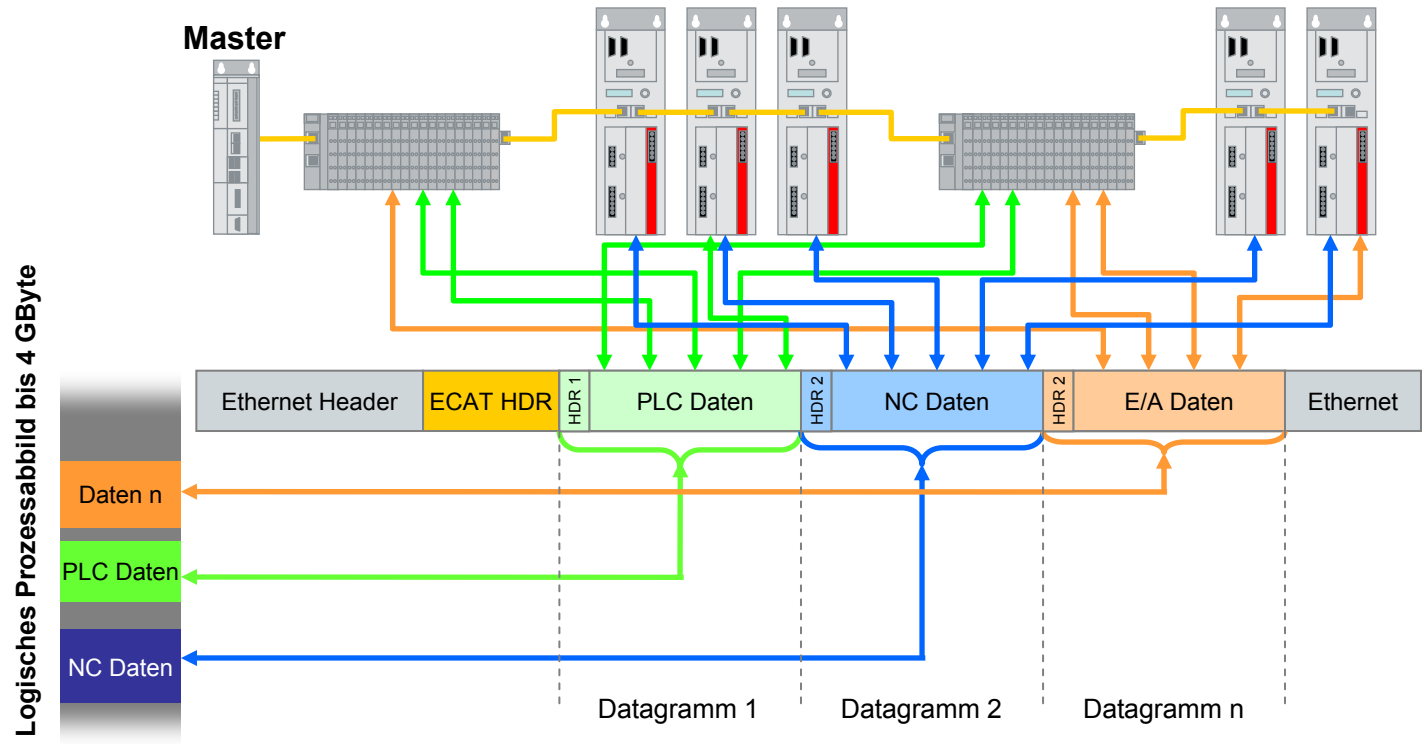 Master
Logisches Prozessabbild bis 4 GByte
Ethernet Header
ECAT HDR
HDR 1
PLC Daten
HDR 2
NC Daten
HDR 2
E/A Daten
Ethernet
Daten n
PLC Daten
NC Daten
Datagramm 1
Datagramm 2
Datagramm n